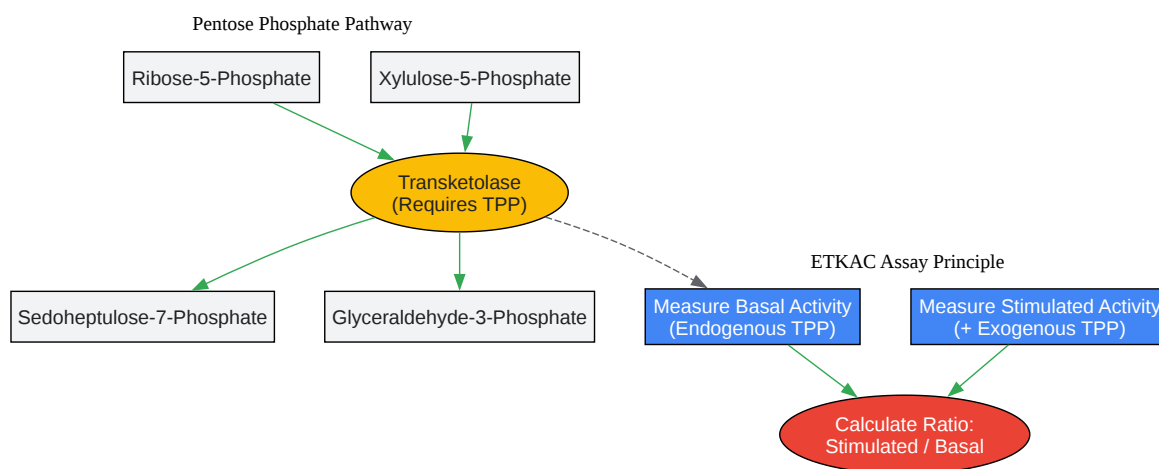 Pentose Phosphate Pathway
Ribose-5-Phosphate
Xylulose-5-Phosphate
Transketolase
(Requires TPP)
Sedoheptulose-7-Phosphate
Glyceraldehyde-3-Phosphate
ETKAC Assay Principle
Measure Basal Activity
(Endogenous TPP)
Measure Stimulated Activity
(+ Exogenous TPP)
Calculate Ratio:
Stimulated / Basal